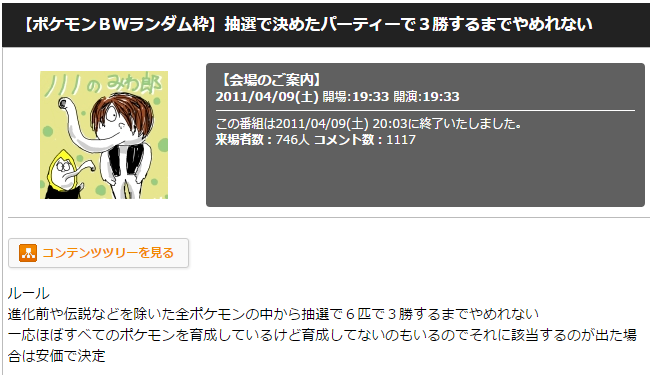 【ポケモンＢＷランダム枠】抽選で決めたパーティーで３勝するまでやめれない
ノノノの みわ郎
【会場のご案内】
2011/04/09(土) 開場:19:33 開演:19:33
この番組は2011/04/09(土) 20:03に終了いたしました。
来場者数：746人 コメント数：1117
コンテンツツリーを見る
ルール
進化前や伝説などを除いた全ポケモンの中から抽選で６匹で３勝するまでやめれない
一応ほぼすべてのポケモンを育成しているけど育成してないのもいるのでそれに該当するのが出た場
合は安価で決定